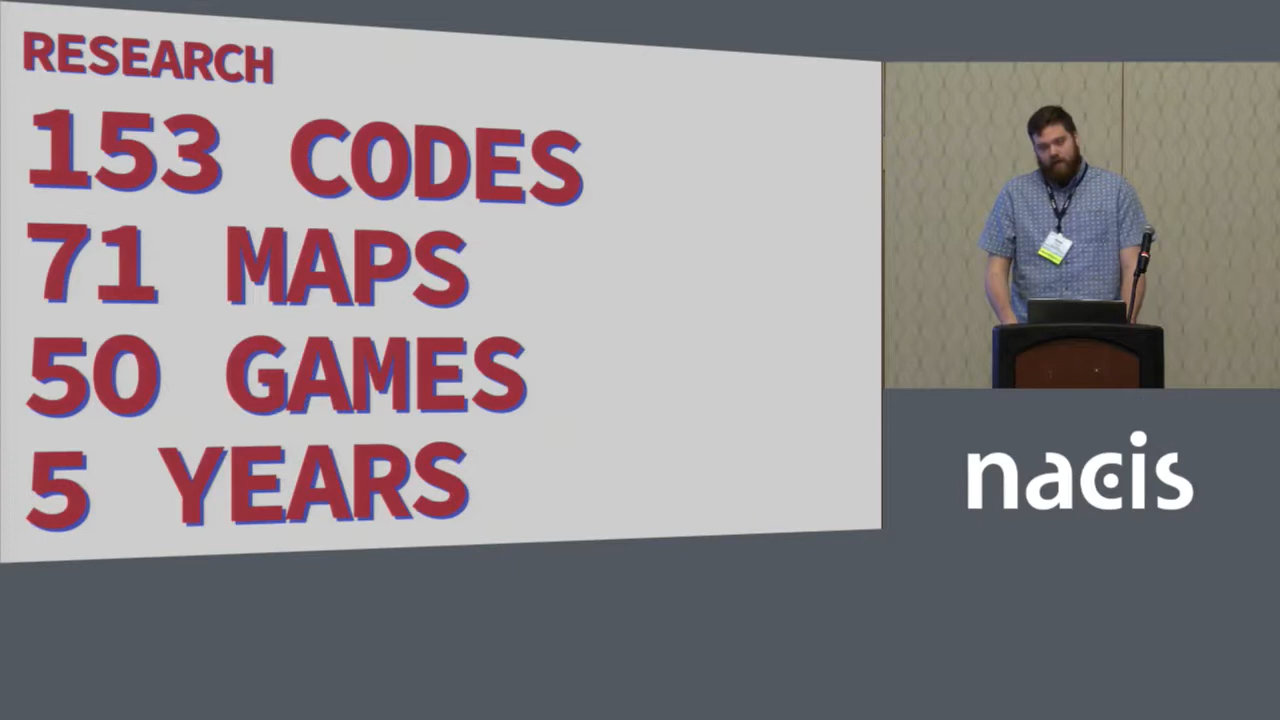 RESEARCH
153 CODES
71 MAPS
50 GAMES
5 YEARS
nacis